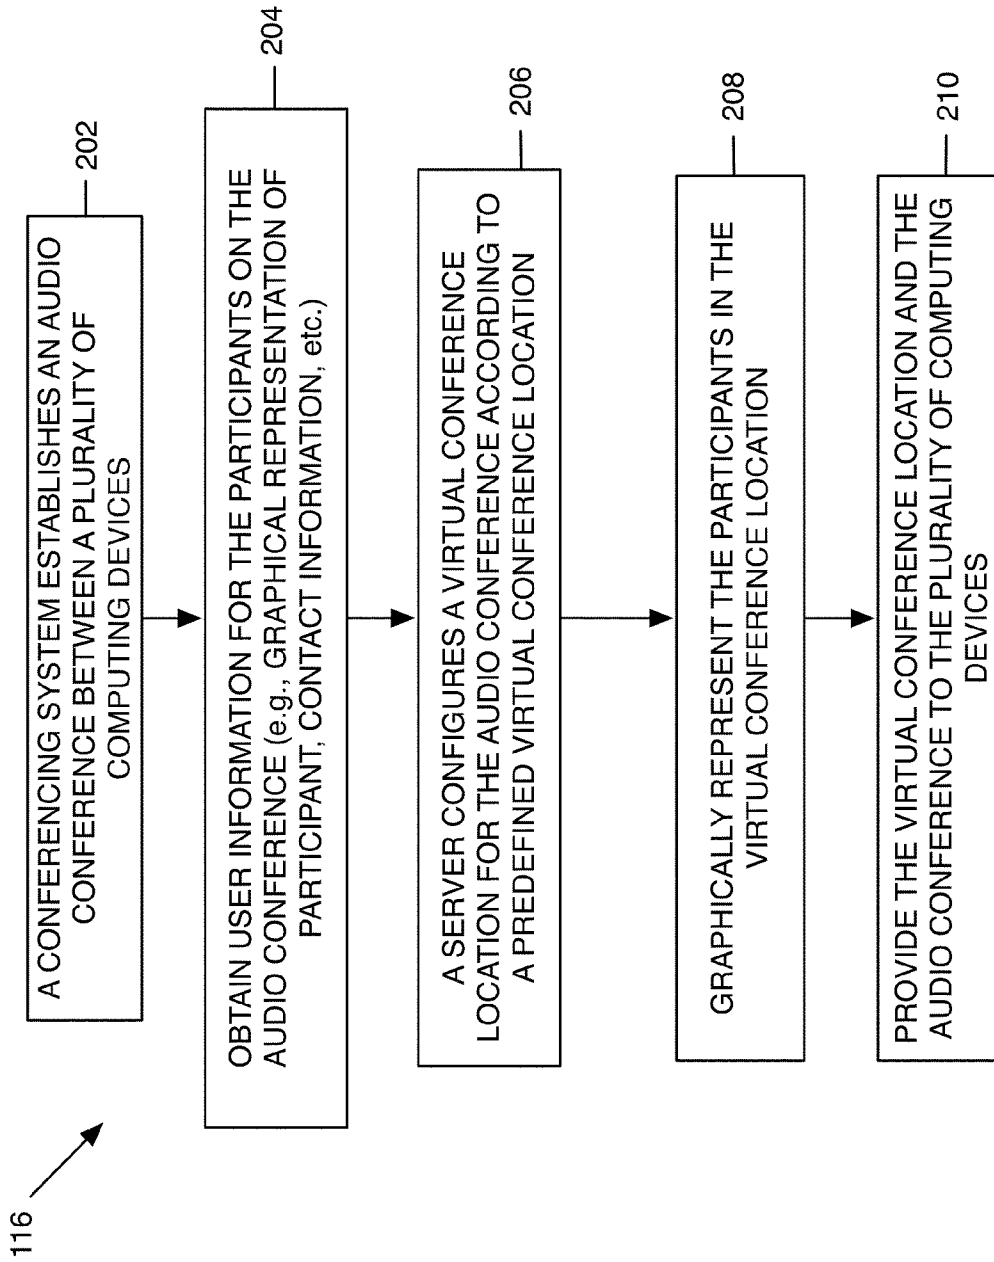 116
202
A CONFERENCING SYSTEM ESTABLISHES AN AUDIO
CONFERENCE BETWEEN A PLURALITY OF
COMPUTING DEVICES
204
OBTAIN USER INFORMATION FOR THE PARTICIPANTS ON THE
AUDIO CONFERENCE (e.g., GRAPHICAL REPRESENTATION OF
PARTICIPANT, CONTACT INFORMATION, etc.)
206
A SERVER CONFIGURES A VIRTUAL CONFERENCE
LOCATION FOR THE AUDIO CONFERENCE ACCORDING TO
A PREDEFINED VIRTUAL CONFERENCE LOCATION
208
GRAPHICALLY REPRESENT THE PARTICIPANTS IN THE
VIRTUAL CONFERENCE LOCATION
210
PROVIDE THE VIRTUAL CONFERENCE LOCATION AND THE
AUDIO CONFERENCE TO THE PLURALITY OF COMPUTING
DEVICES